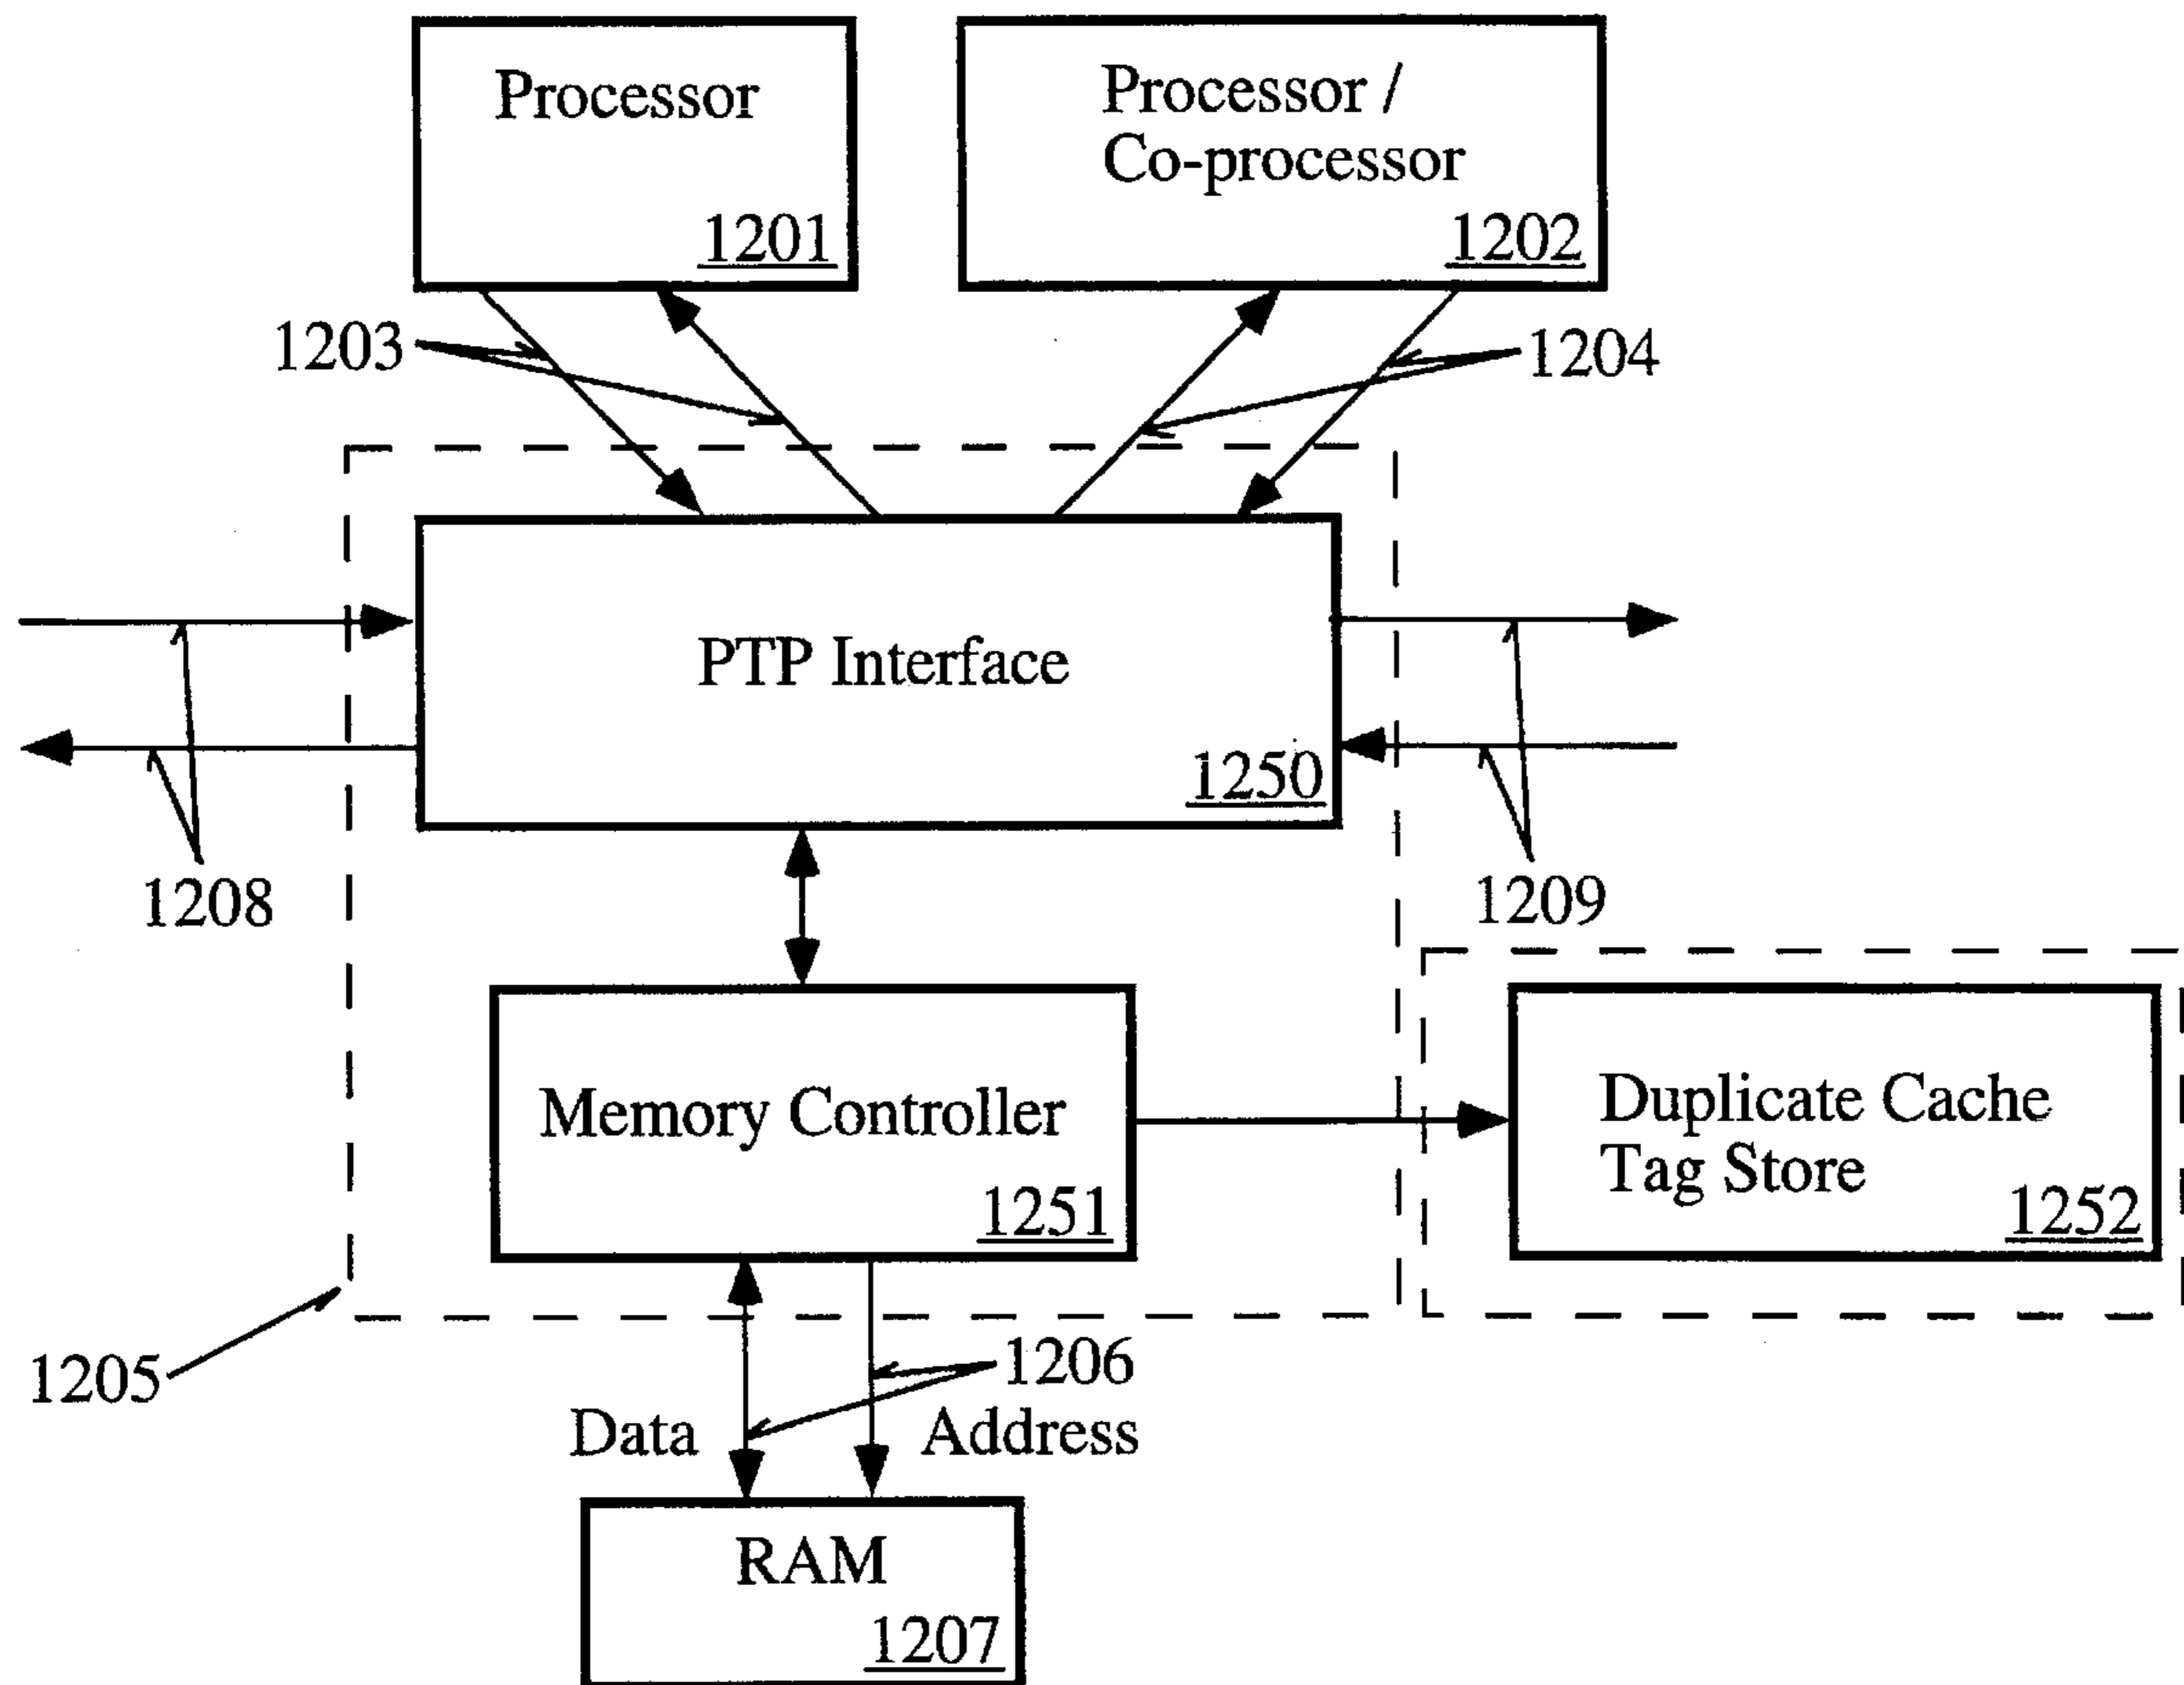 Processor
1201
Processor /
Co-processor
1202
1203
1204
PTP Interface
1250
1208
1209
Memory Controller
1251
Duplicate Cache
Tag Store
1252
1205
1206
Data
Address
RAM
1207